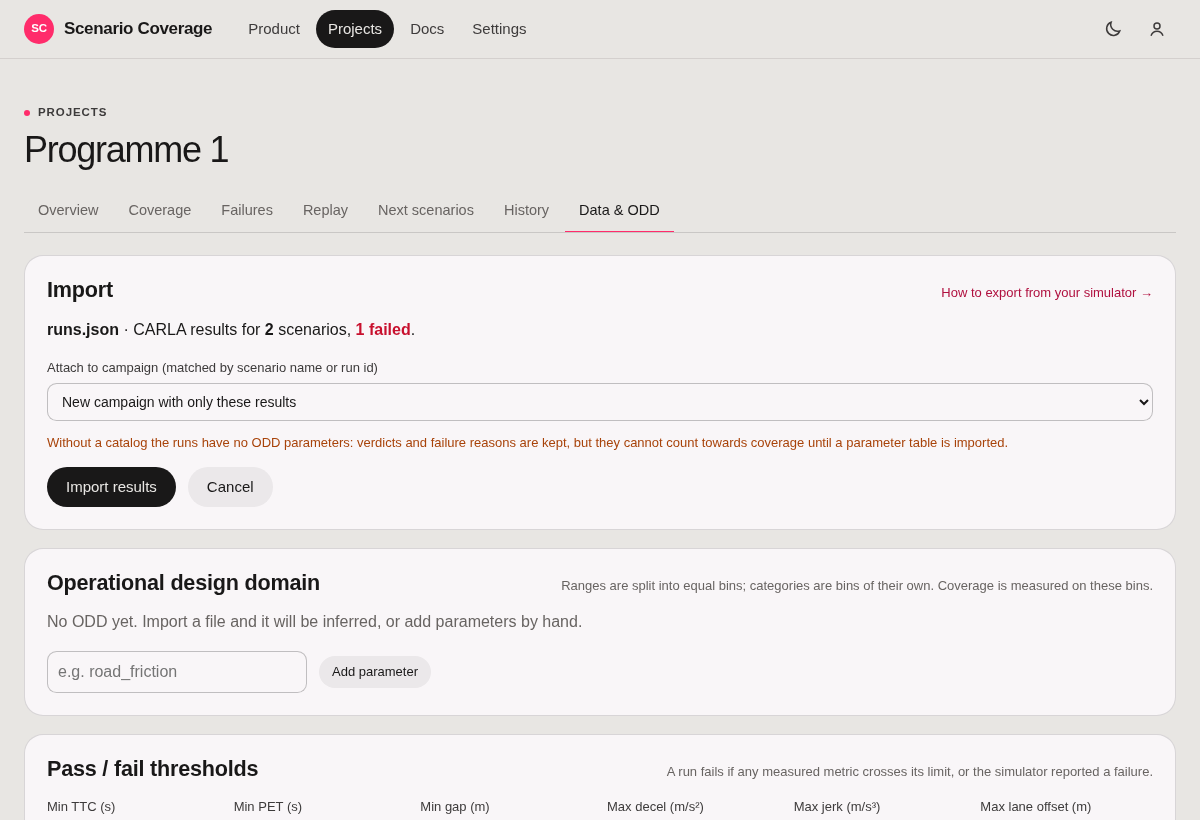 SC Scenario Coverage Product Projects Docs Settings
PROJECTS
Programme 1
Overview Coverage Failures Replay Next scenarios History Data & ODD
Import How to export from your simulator →
runs.json · CARLA results for 2 scenarios, 1 failed.
Attach to campaign (matched by scenario name or run id)
New campaign with only these results
Without a catalog the runs have no ODD parameters: verdicts and failure reasons are kept, but they cannot count towards coverage until a parameter table is imported.
Import results Cancel
Operational design domain Ranges are split into equal bins; categories are bins of their own. Coverage is measured on these bins.
No ODD yet. Import a file and it will be inferred, or add parameters by hand.
e.g. road_friction Add parameter
Pass / fail thresholds A run fails if any measured metric crosses its limit, or the simulator reported a failure.
Min TTC (s) Min PET (s) Min gap (m) Max decel (m/s²) Max jerk (m/s³) Max lane offset (m)